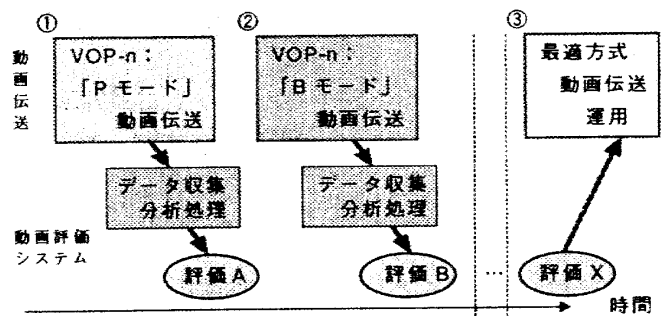 ①
VOP-n：
「Pモード」
動画伝送
②
VOP-n：
「Bモード」
動画伝送
③
最適方式
動画伝送
運用
動画伝送
データ収集
分析処理
データ収集
分析処理
動画評価
システム
評価A
評価B
…
評価X
時間